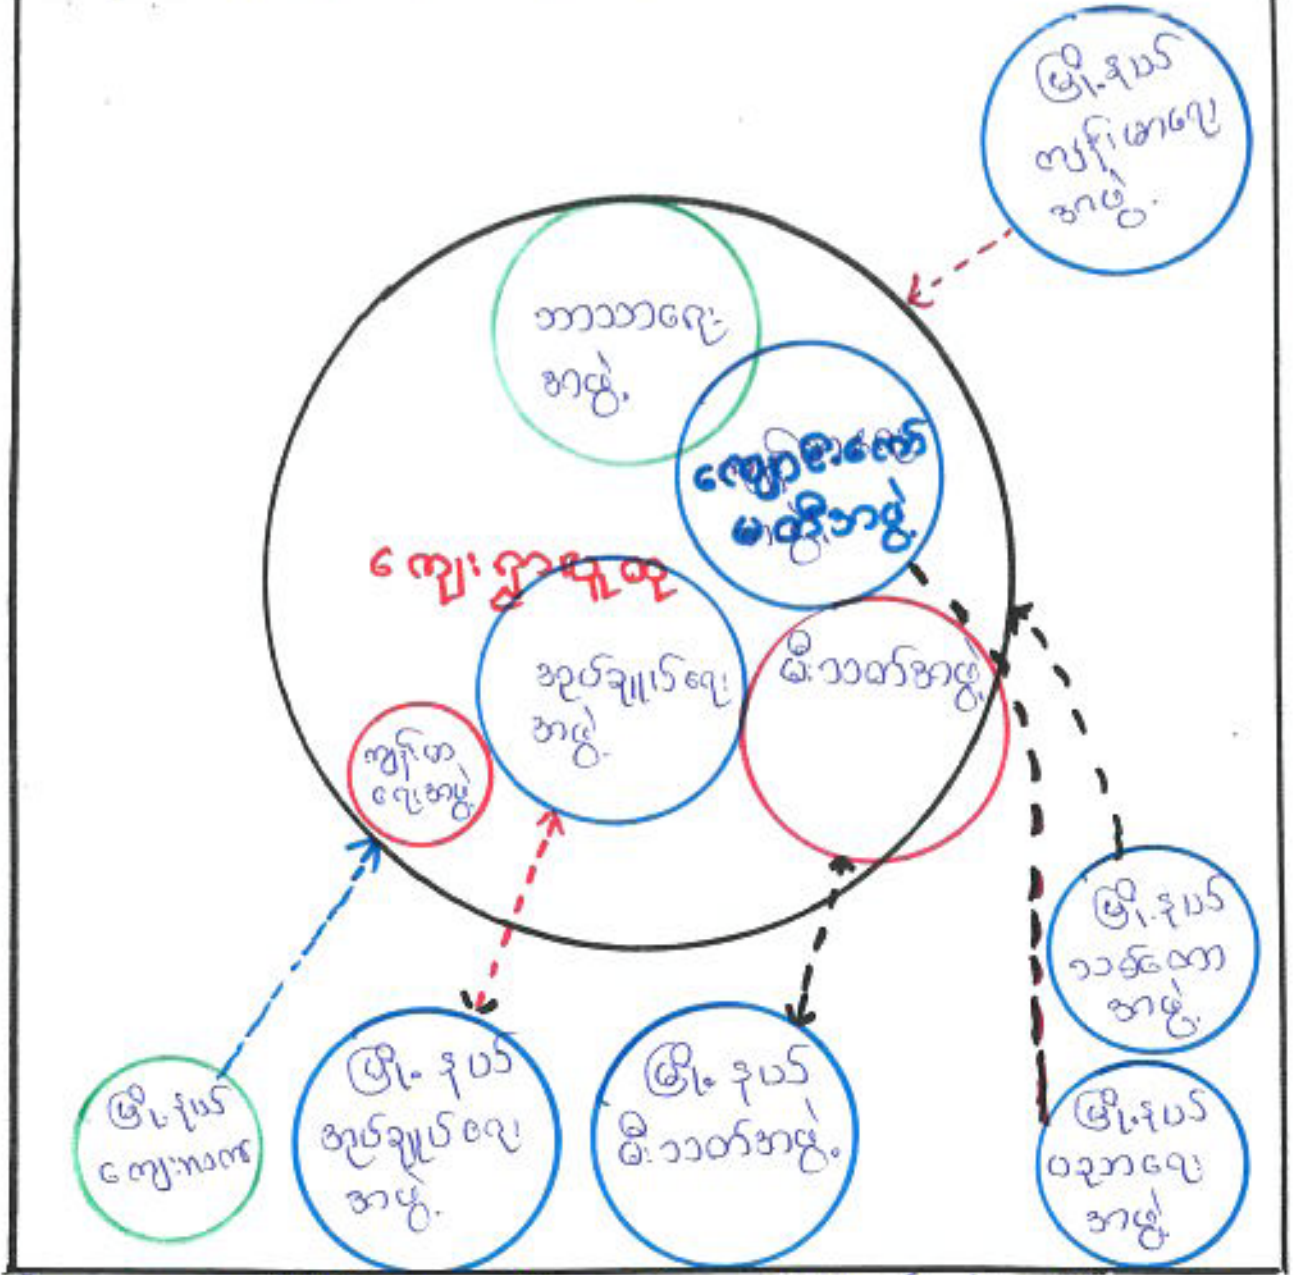 မြို့နယ်
ကျန်းမာရေး
အဖွဲ့.
ဘာသာရေး
အဖွဲ့.
အဖွဲ့
ကျေးရွာလူထု
မီးသတ်အဖွဲ့
အုပ်ချုပ်ရေး
အဖွဲ့.
ကျန်းမာ
ရေးအဖွဲ့
မြို့နယ်
သစ်တော
အဖွဲ့.
မြို့နယ်
မြို့နယ်
အုပ်ချုပ်ရေး
အဖွဲ့.
မြို့နယ်
မီးသတ်အဖွဲ့.
မြို့နယ်
ပညာရေး
အဖွဲ့